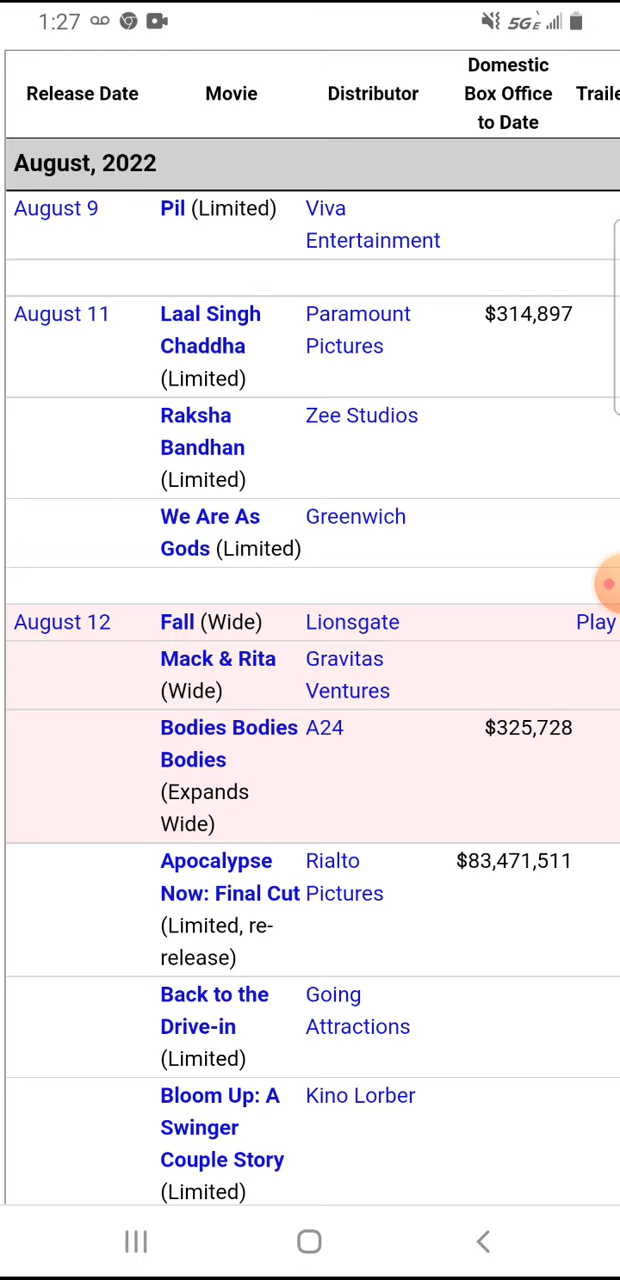 1:27
5GE
Release Date Movie Distributor Domestic Box Office to Date Traile
August, 2022
August 9 Pil (Limited) Viva
Entertainment
August 11 Laal Singh Paramount $314,897
Chaddha Pictures
(Limited)
Raksha Zee Studios
Bandhan
(Limited)
We Are As Greenwich
Gods (Limited)
August 12 Fall (Wide) Lionsgate Play
Mack & Rita Gravitas
(Wide) Ventures
Bodies Bodies A24 $325,728
Bodies
(Expands
Wide)
Apocalypse Rialto $83,471,511
Now: Final Cut Pictures
(Limited, re-
release)
Back to the Going
Drive-in Attractions
(Limited)
Bloom Up: A Kino Lorber
Swinger
Couple Story
(Limited)